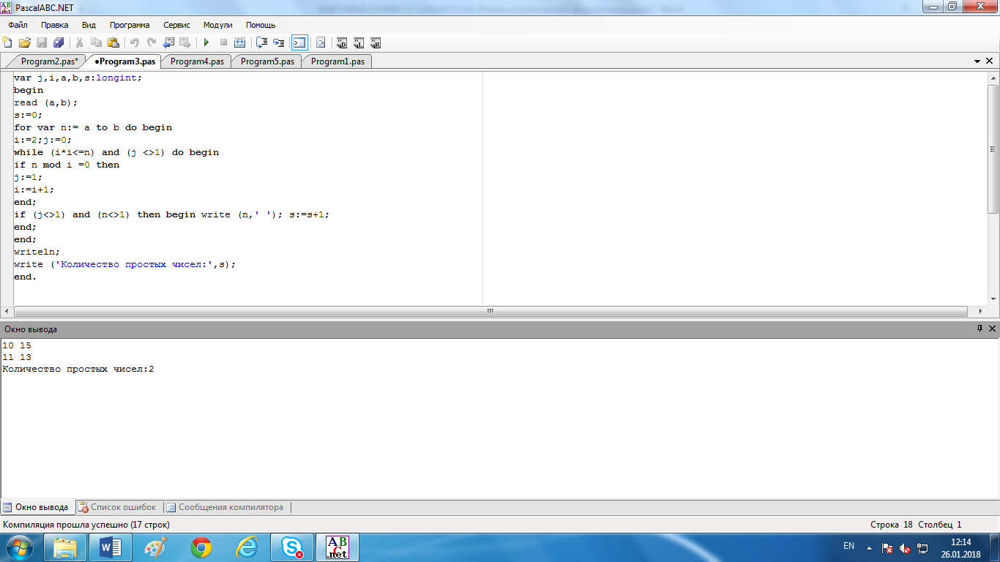 PascalABC.NET
Файл Правка Вид Программа Сервис Модули Помощь
Program2.pas* •Program3.pas Program4.pas Program5.pas Program1.pas
var j,i,a,b,s:longint;
begin
read (a,b);
s:=0;
for var n:= a to b do begin
i:=2;j:=0;
while (i*i<=n) and (j <>1) do begin
if n mod i =0 then
j:=1;
i:=i+1;
end;
if (j<>1) and (n<>1) then begin write (n,' '); s:=s+1;
end;
end;
writeln;
write ('Количество простых чисел:',s);
end.
Окно вывода
10 15
11 13
Количество простых чисел:2
Окно вывода Список ошибок Сообщения компилятора
Компиляция прошла успешно (17 строк) Строка 18 Столбец 1
EN 12:14
26.01.2018